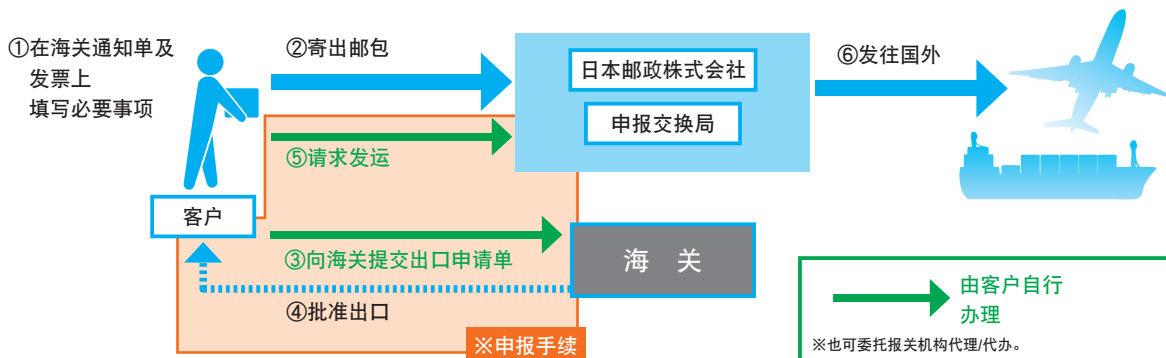 ①在海关通知单及
发票上
填写必要事项
②寄出邮包
日本邮政株式会社
申报交换局
⑥发往国外
⑤请求发运
客户
③向海关提交出口申请单
海 关
④批准出口
※申报手续
由客户自行
办理
※也可委托报关机构代理/代办。